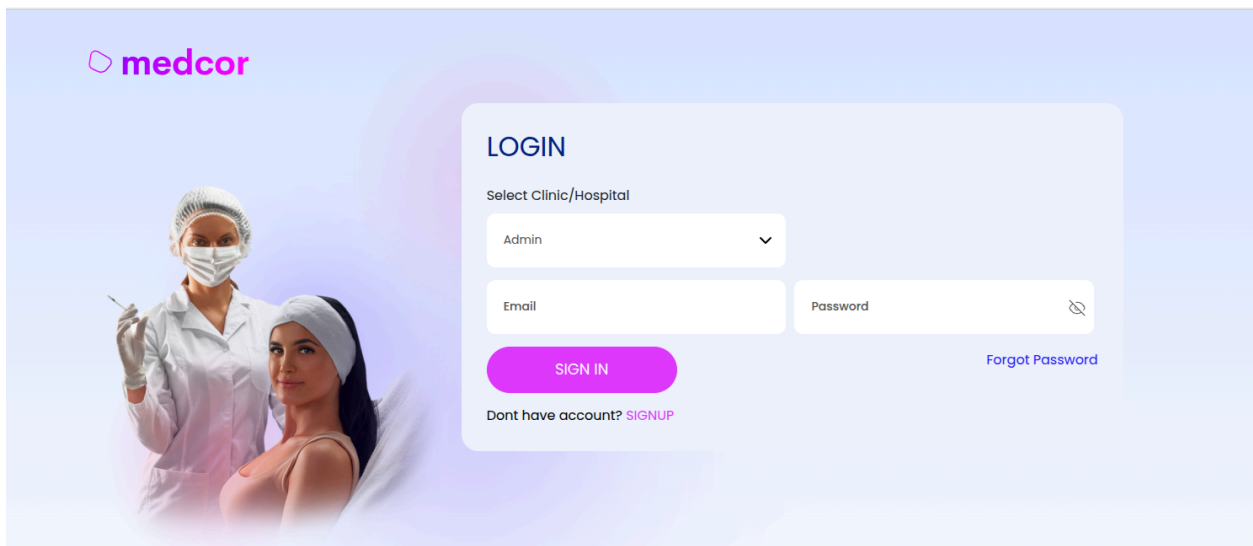 medcor
LOGIN
Select Clinic/Hospital
Admin
Email
Password
SIGN IN
Forgot Password
Dont have account? SIGNUP